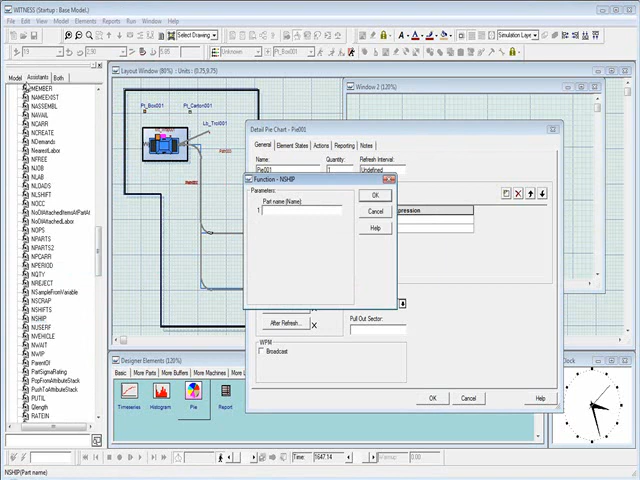 WITNESS (Startup : Base Model.)
File Edit View Model Elements Reports Run Window Help
Select Drawing
19 2,90 5.05 Unknown Pt_Box001
Simulation Layer
Model Assistants Both
MEMBER
NAMEEXIST
NASSEMBL
NAVAIL
NCARR
NCREATE
NDemands
NearestLabor
NFREE
NJOB
NLAB
NLOADS
NLSHIFT
NOCC
NoOfAttachedItemsAtPartAt
NoOfAttachedLabor
NOPS
NPARTS
NPARTS2
NPCARR
NPERIOD
NQTY
NREJECT
NSampleFromVariable
NSCRAP
NSHIFTS
NSHIP
NUSERF
NVEHICLE
NWAIT
NWIP
ParentOf
PartSigmaRating
PopFromAttributeStack
PushToAttributeStack
PUTIL
Qlength
RATEIN
NSHIP(Part name)
Layout Window (80%) : Units : (0.75,9.75)
Pt_Box001
Pt_Carton001
Window 2 (120%)
Detail Pie Chart - Pie001
General Element States Actions Reporting Notes
Name:
Quantity:
Refresh Interval:
Pie001
1
Undefined
Function - NSHIP
Parameters:
Part name (Name)
1
OK
Cancel
Help
After Refresh...
Pull Out Sector:
WPM
Broadcast
OK
Cancel
Help
Designer Elements (120%)
Basic More Parts More Buffers More Machines
Timeseries
Histogram
Pie
Report
Clock
Time: 1647.14
Warmup: 0.00